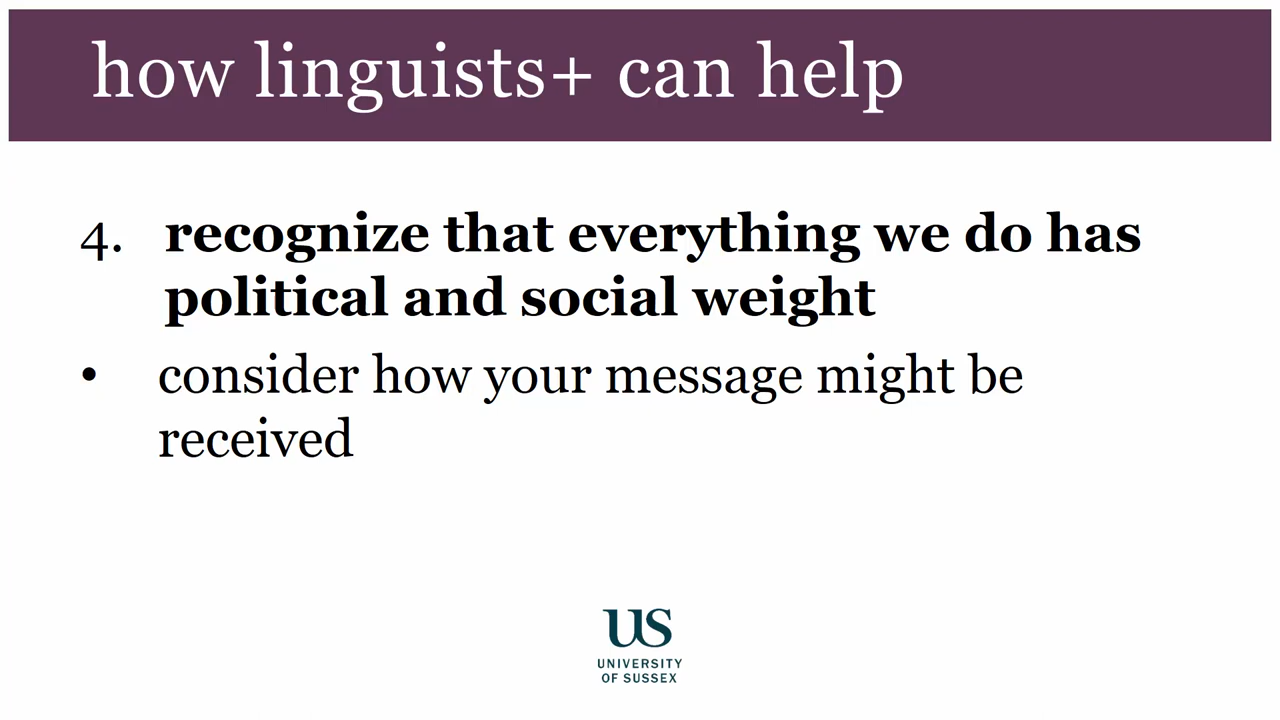 how linguists+ can help
4. recognize that everything we do has
political and social weight
• consider how your message might be
received
US
UNIVERSITY
OF SUSSEX